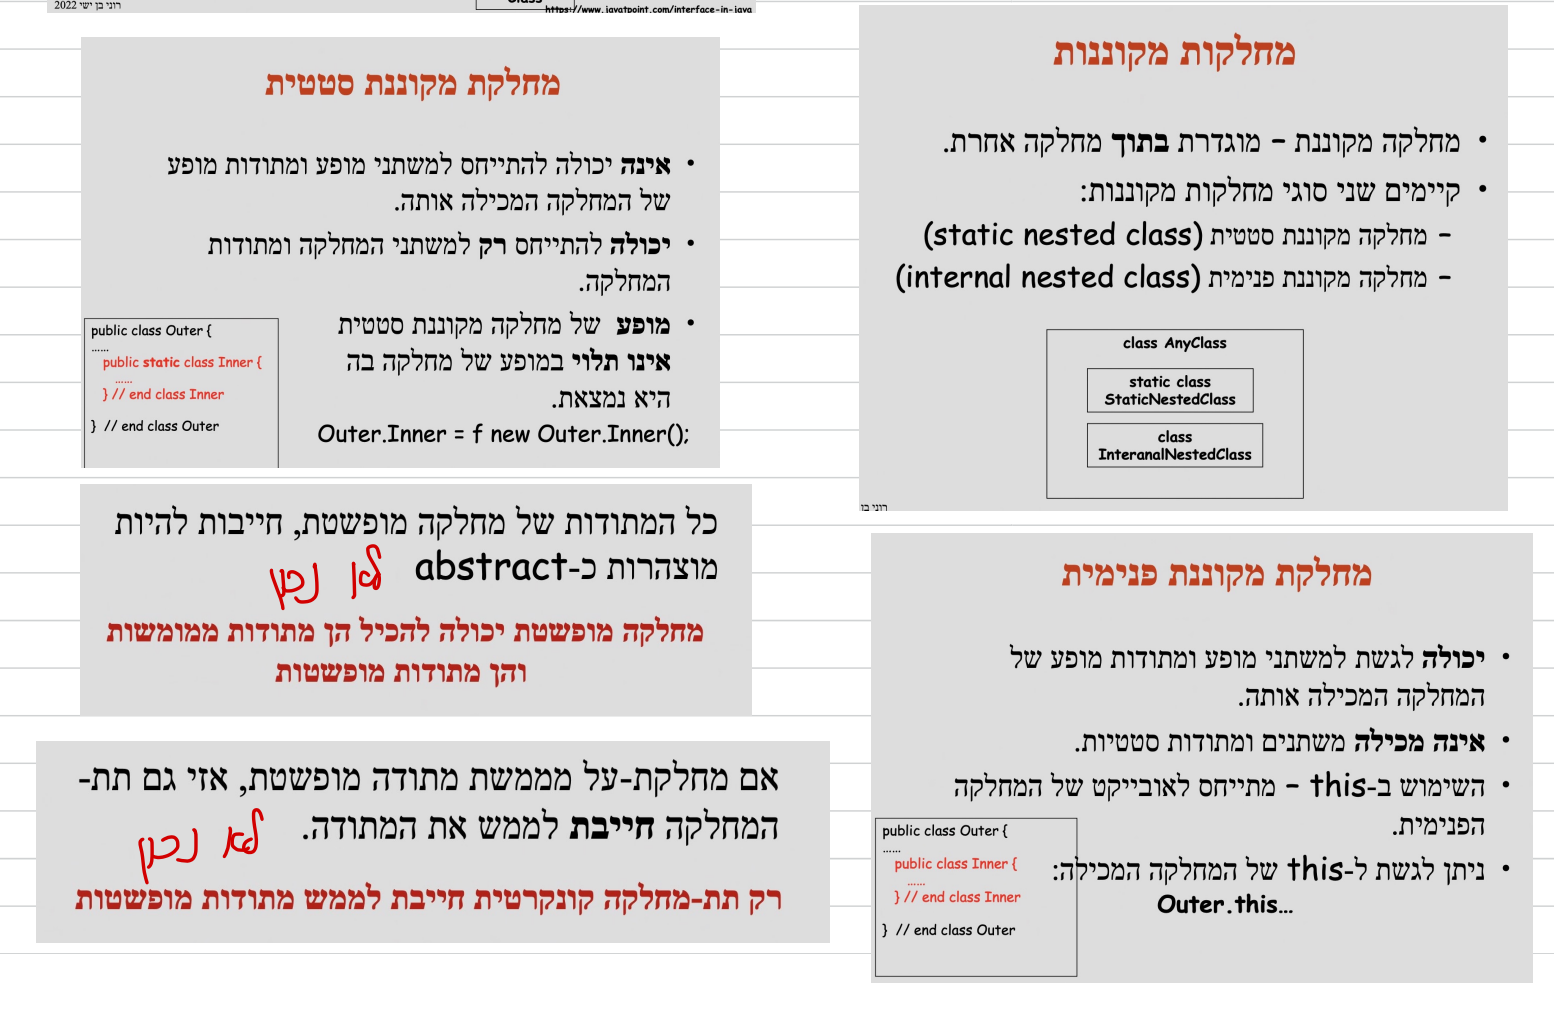 רוני בן ישי 2022
Class
https://www.javatpoint.com/interface-in-java
מחלקות מקוננות
• מחלקה מקוננת – מוגדרת בתוך מחלקה אחרת.
• קיימים שני סוגי מחלקות מקוננות:
– מחלקה מקוננת סטטית (static nested class)
– מחלקה מקוננת פנימית (internal nested class)
class AnyClass
static class
StaticNestedClass
class
InteranalNestedClass
רוני בו
מחלקת מקוננת סטטית
• אינה יכולה להתייחס למשתני מופע ומתודות מופע
של המחלקה המכילה אותה.
• יכולה להתייחס רק למשתני המחלקה ומתודות
המחלקה.
• מופע של מחלקה מקוננת סטטית
אינו תלוי במופע של מחלקה בה
היא נמצאת.
Outer.Inner = f new Outer.Inner();
public class Outer {
......
public static class Inner {
......
} // end class Inner
} // end class Outer
כל המתודות של מחלקה מופשטת, חייבות להיות
מוצהרות כ-abstract
לא נכון
מחלקה מופשטת יכולה להכיל הן מתודות ממומשות
והן מתודות מופשטות
אם מחלקת-על מממשת מתודה מופשטת, אזי גם תת-
המחלקה חייבת לממש את המתודה.
לא נכון
רק תת-מחלקה קונקרטית חייבת לממש מתודות מופשטות
מחלקת מקוננת פנימית
• יכולה לגשת למשתני מופע ומתודות מופע של
המחלקה המכילה אותה.
• אינה מכילה משתנים ומתודות סטטיות.
• השימוש ב-this – מתייחס לאובייקט של המחלקה
הפנימית.
• ניתן לגשת ל-this של המחלקה המכילה:
Outer.this…
public class Outer {
......
public class Inner {
......
} // end class Inner
} // end class Outer